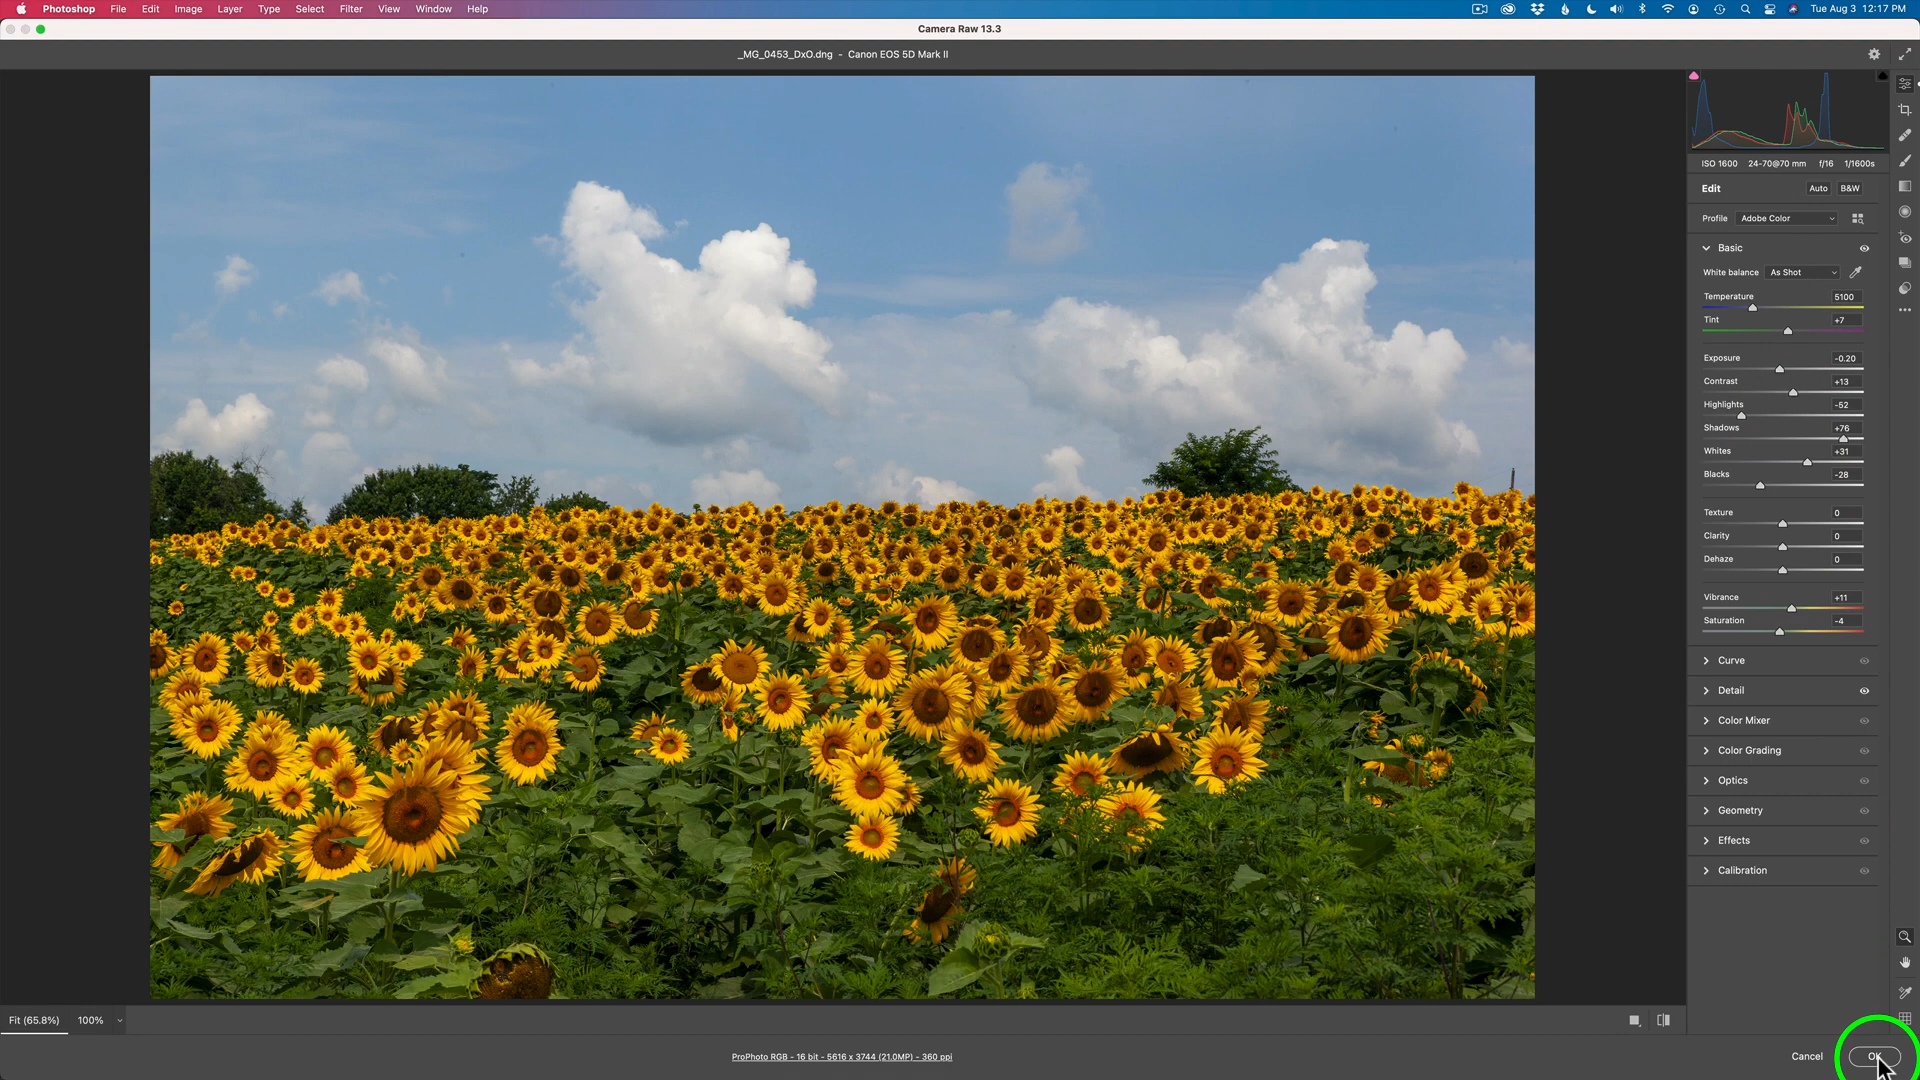 Photoshop File Edit Image Layer Type Select Filter View Window Help Tue Aug 3 12:17 PM
Camera Raw 13.3
_MG_0453_DxO.dng - Canon EOS 5D Mark II
ISO 1600 24-70@70 mm f/16 1/1600s
Edit Auto B&W
Profile Adobe Color
Basic
White balance As Shot
Temperature 5100
Tint +7
Exposure -0.20
Contrast +13
Highlights -52
Shadows +76
Whites +31
Blacks -28
Texture 0
Clarity 0
Dehaze 0
Vibrance +11
Saturation -4
Curve
Detail
Color Mixer
Color Grading
Optics
Geometry
Effects
Calibration
Fit (65.8%) 100%
ProPhoto RGB - 16 bit - 5616 x 3744 (21.0MP) - 360 ppi
Cancel OK